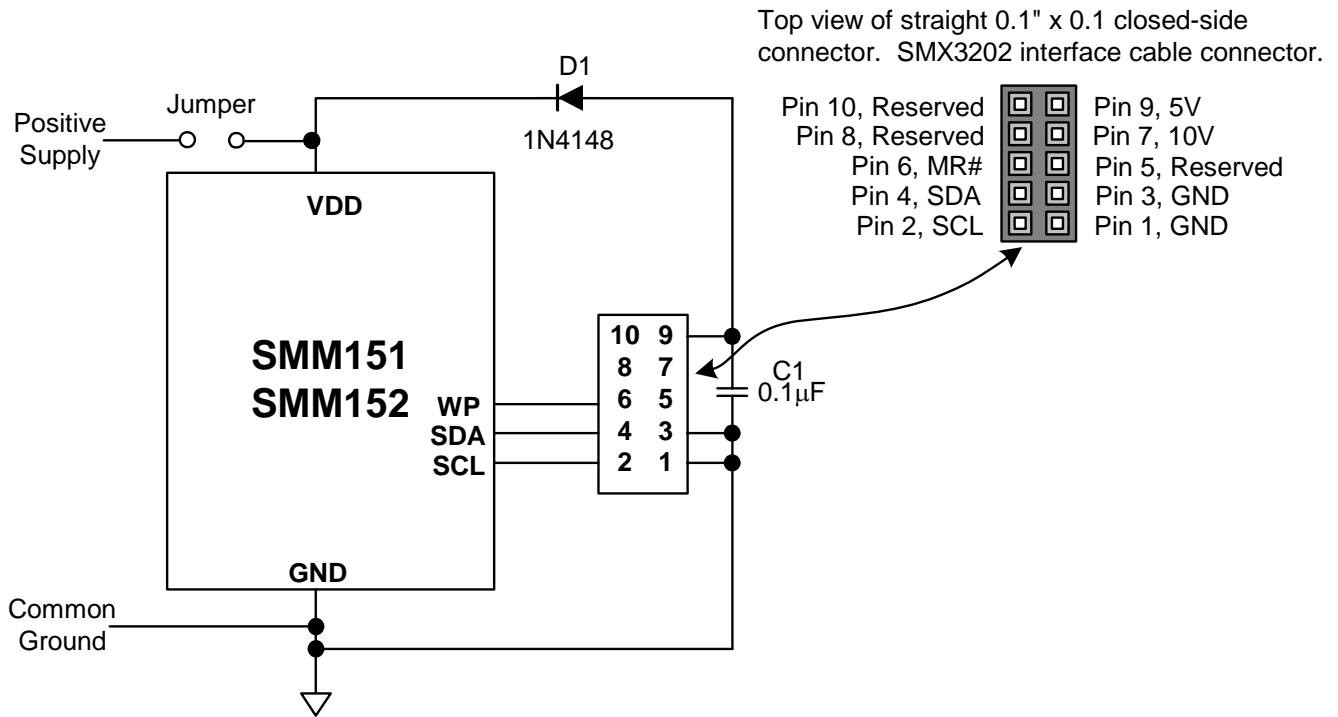 Top view of straight 0.1" x 0.1 closed-side
connector. SMX3202 interface cable connector.
D1
1N4148
Jumper
Positive
Supply
Pin 10, Reserved
Pin 9, 5V
Pin 8, Reserved
Pin 7, 10V
Pin 6, MR#
Pin 5, Reserved
Pin 4, SDA
Pin 3, GND
Pin 2, SCL
Pin 1, GND
VDD
SMM151
SMM152
WP
SDA
SCL
GND
10 9
8 7
6 5
4 3
2 1
C1
0.1μF
Common
Ground